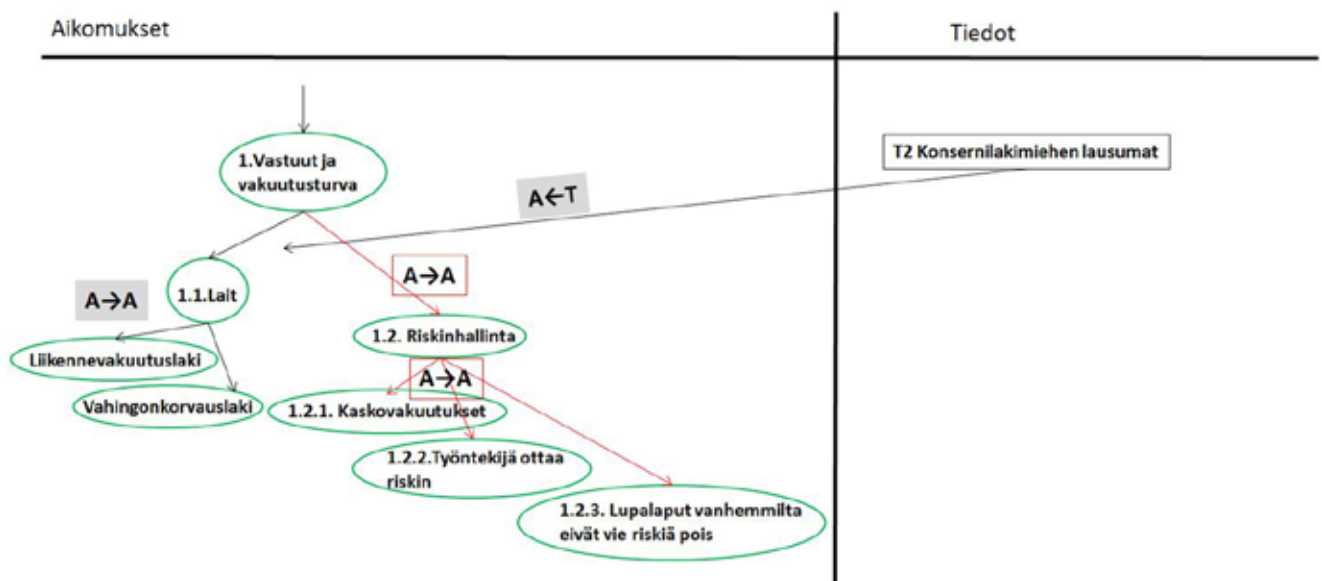 Aikomukset
Tiedot
1.Vastuut ja
vakuutusturva
T2 Konsernilakimiehen lausumat
A←T
A→A
1.1.Lait
A→A
1.2. Riskinhallinta
Liikennevakuutuslaki
A→A
Vahingonkorvauslaki
1.2.1. Kaskovakuutukset
1.2.2.Työntekijä ottaa
riskin
1.2.3. Lupalaput vanhemmilta
eivät vie riskiä pois